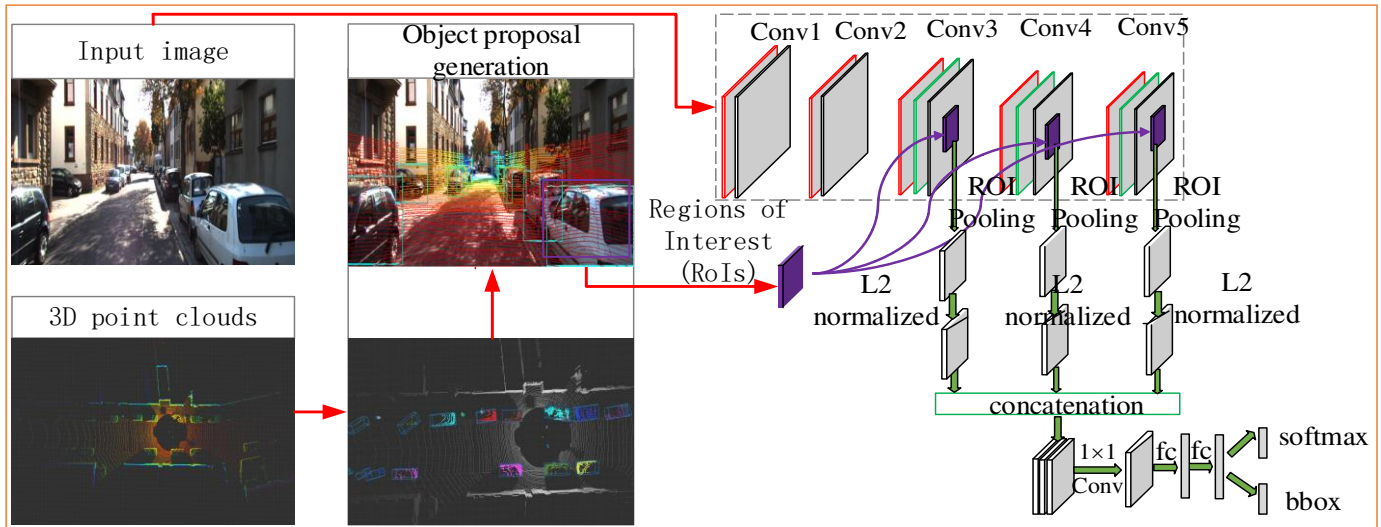 Input image
Object proposal
generation
Conv1 Conv2 Conv3 Conv4 Conv5
ROI ROI ROI
Pooling Pooling Pooling
Regions of
Interest
(RoIs)
L2 L2 L2
normalized normalized normalized
3D point clouds
concatenation
1×1
Conv
fc fc
softmax
bbox